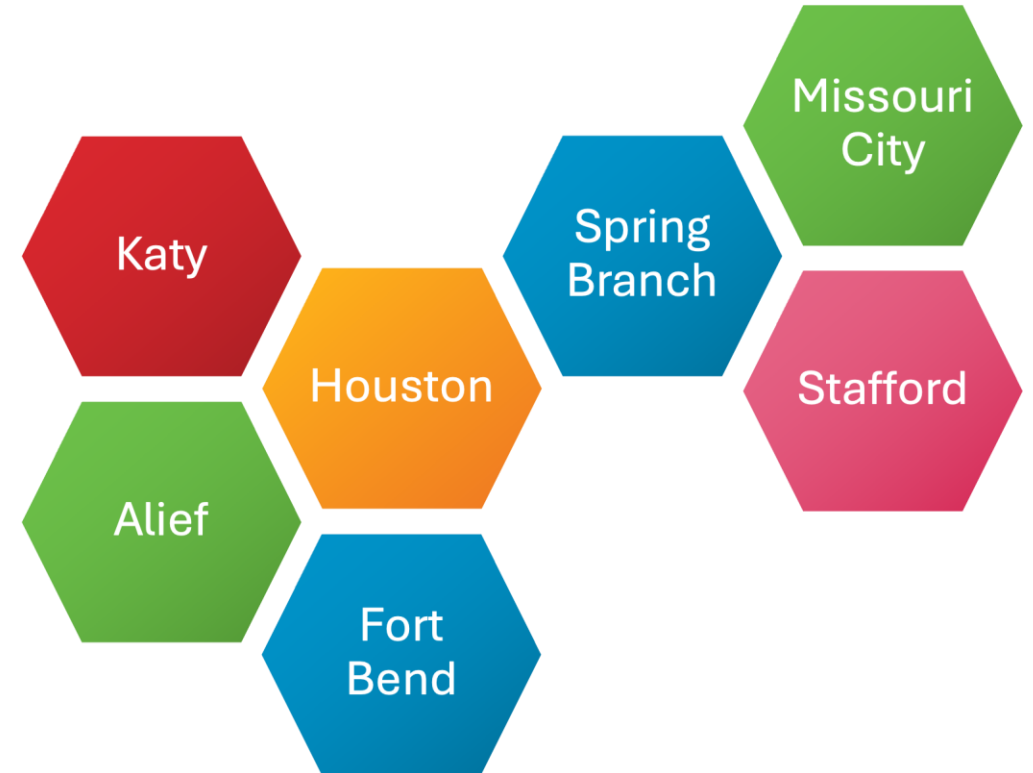 Katy
Alief
Houston
Fort
Bend
Spring
Branch
Missouri
City
Stafford